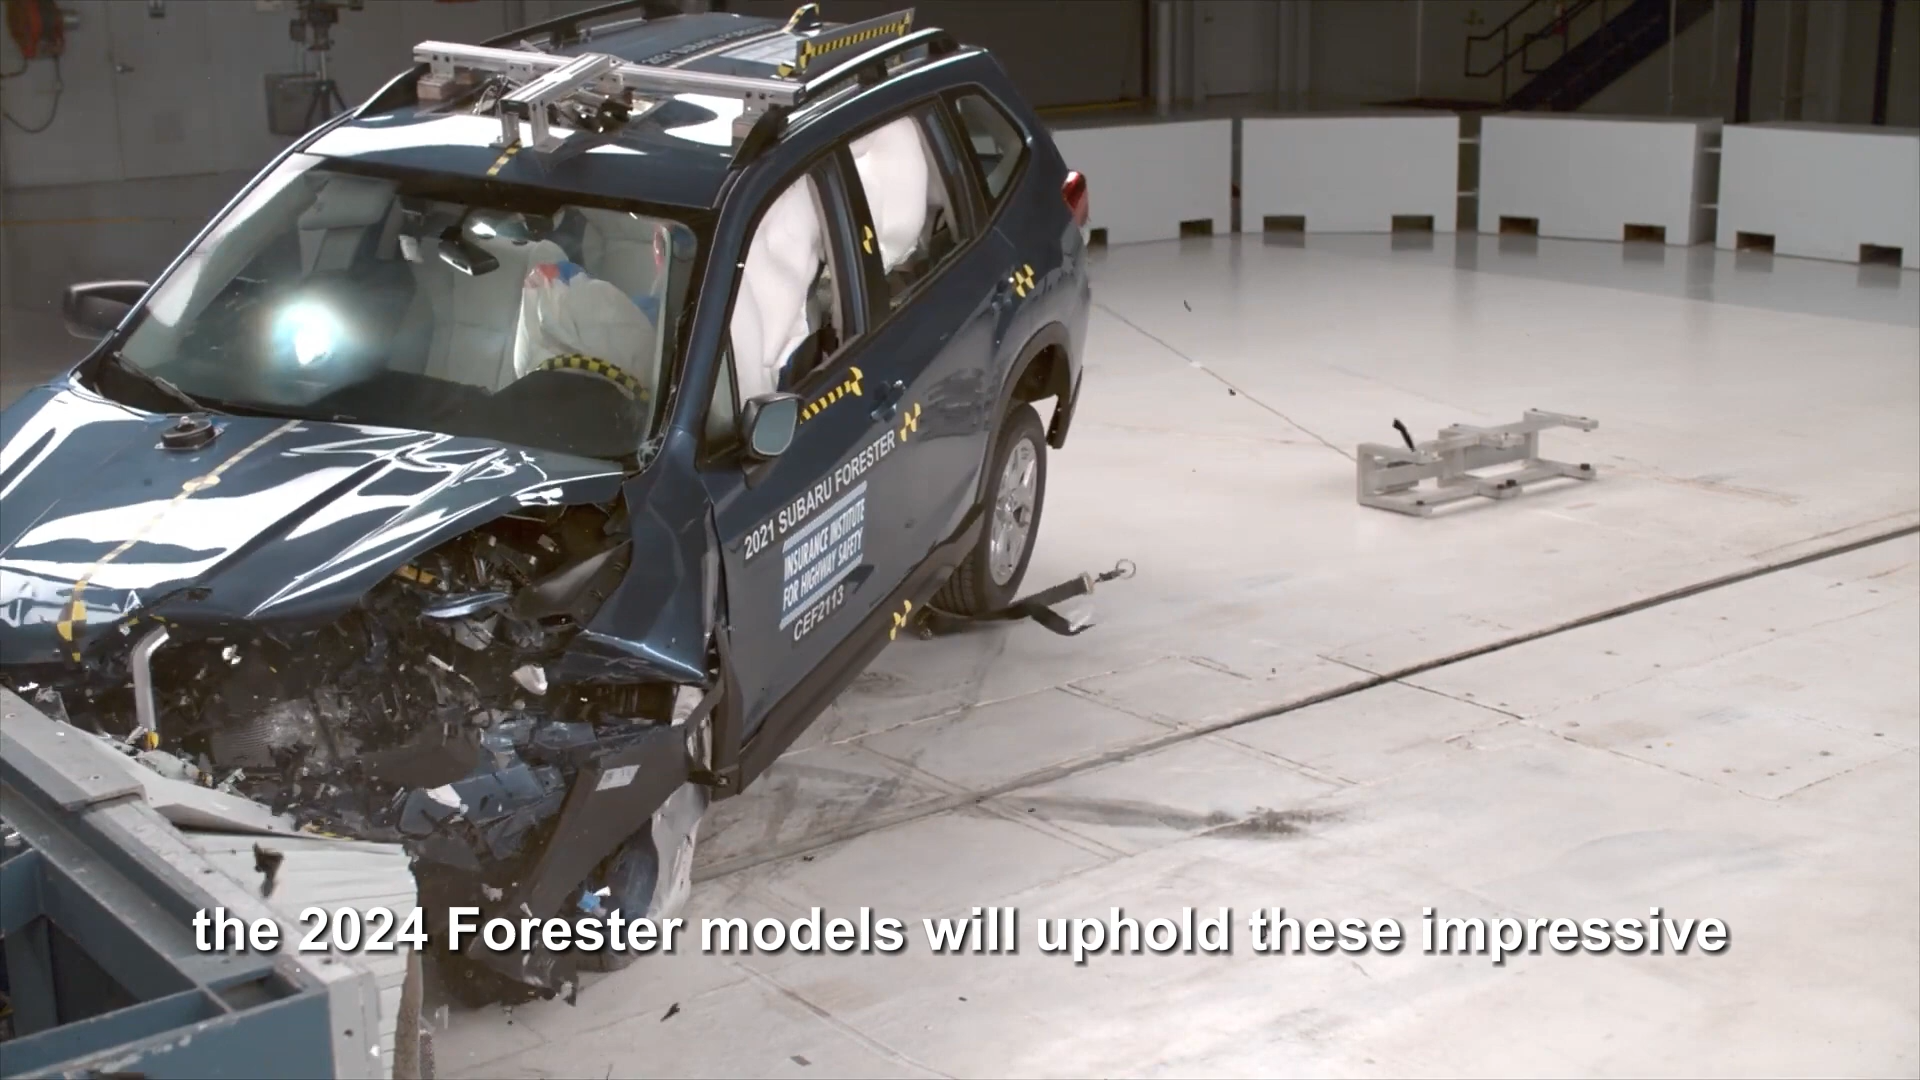 2021 SUBARU FORESTER
INSURANCE INSTITUTE
FOR HIGHWAY SAFETY
CEF2113
the 2024 Forester models will uphold these impressive